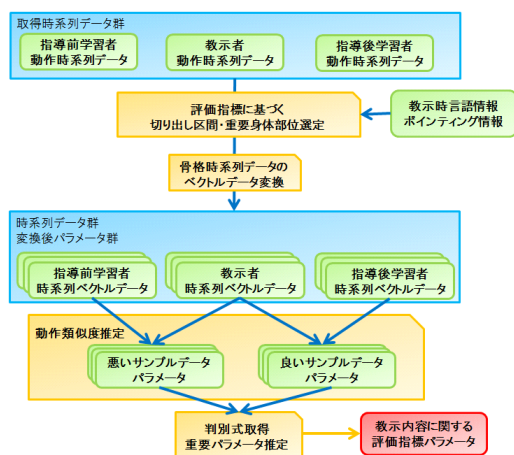 取得時系列データ群
指導前学習者
動作時系列データ
教示者
動作時系列データ
指導後学習者
動作時系列データ
評価指標に基づく
切り出し区間・重要身体部位選定
教示時言語情報
ポインティング情報
骨格時系列データの
ベクトルデータ変換
時系列データ群
変換後パラメータ群
指導前学習者
時系列ベクトルデータ
教示者
時系列ベクトルデータ
指導後学習者
時系列ベクトルデータ
動作類似度推定
悪いサンプルデータ
パラメータ
良いサンプルデータ
パラメータ
判別式取得
重要パラメータ推定
教示内容に関する
評価指標パラメータ